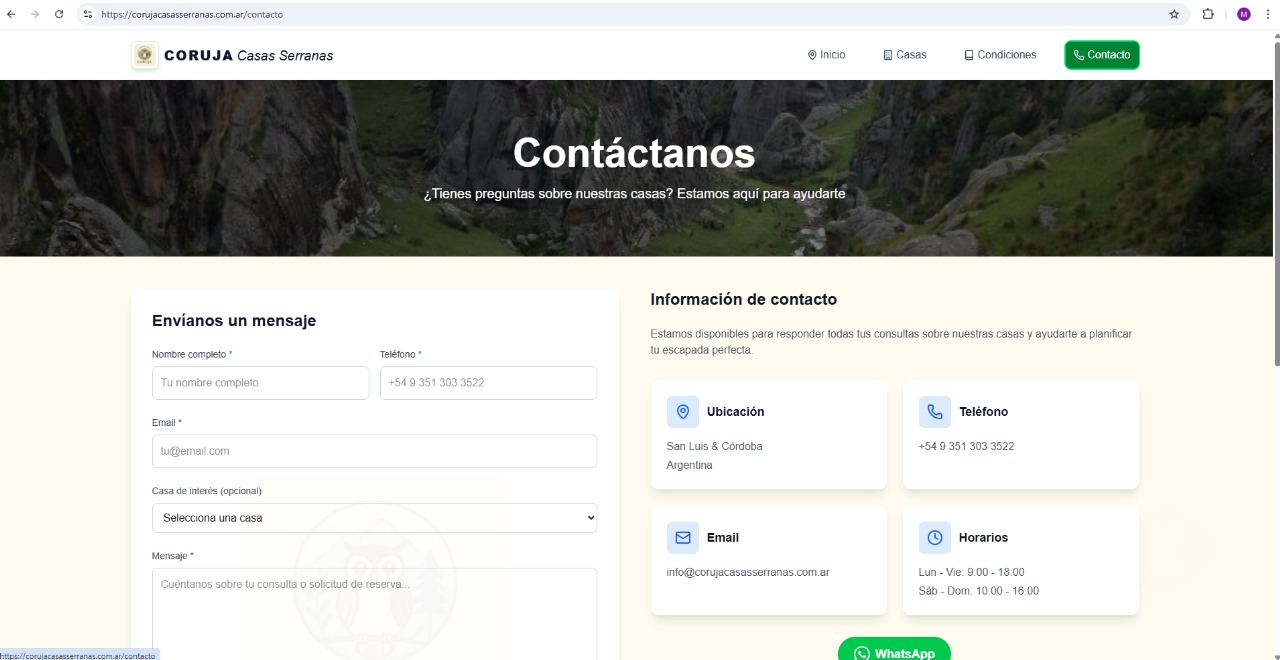 https://corujacasasserranas.com.ar/contacto
M
CORUJA Casas Serranas
Inicio
Casas
Condiciones
Contacto
Contáctanos
¿Tienes preguntas sobre nuestras casas? Estamos aquí para ayudarte
Envíanos un mensaje
Nombre completo *
Teléfono *
Tu nombre completo
+54 9 351 303 3522
Email *
tu@email.com
Casa de interés (opcional)
Selecciona una casa
Mensaje *
Cuéntanos sobre tu consulta o solicitud de reserva...
Información de contacto
Estamos disponibles para responder todas tus consultas sobre nuestras casas y ayudarte a planificar
tu escapada perfecta.
Ubicación
San Luis & Córdoba
Argentina
Teléfono
+54 9 351 303 3522
Email
info@corujacasasserranas.com.ar
Horarios
Lun - Vie: 9:00 - 18:00
Sáb - Dom: 10:00 - 16:00
WhatsApp
https://corujacasasserranas.com.ar/contacto